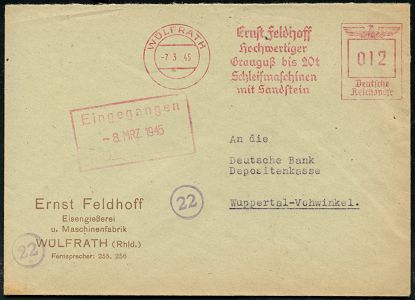 WÜLFRATH
-7.3.45
Ernst Feldhoff
Hochwertiger
Grauguß bis 20t
Schleifmaschinen
mit Sandstein
012
Deutsche
Reichspost
Eingegangen
-8. MRZ. 1945
An die
Deutsche Bank
Depositenkasse
Wuppertal-Vohwinkel.
Ernst Feldhoff
Eisengießerei
u. Maschinenfabrik
WÜLFRATH (Rhld.)
Fernsprecher: 255, 256
22
22